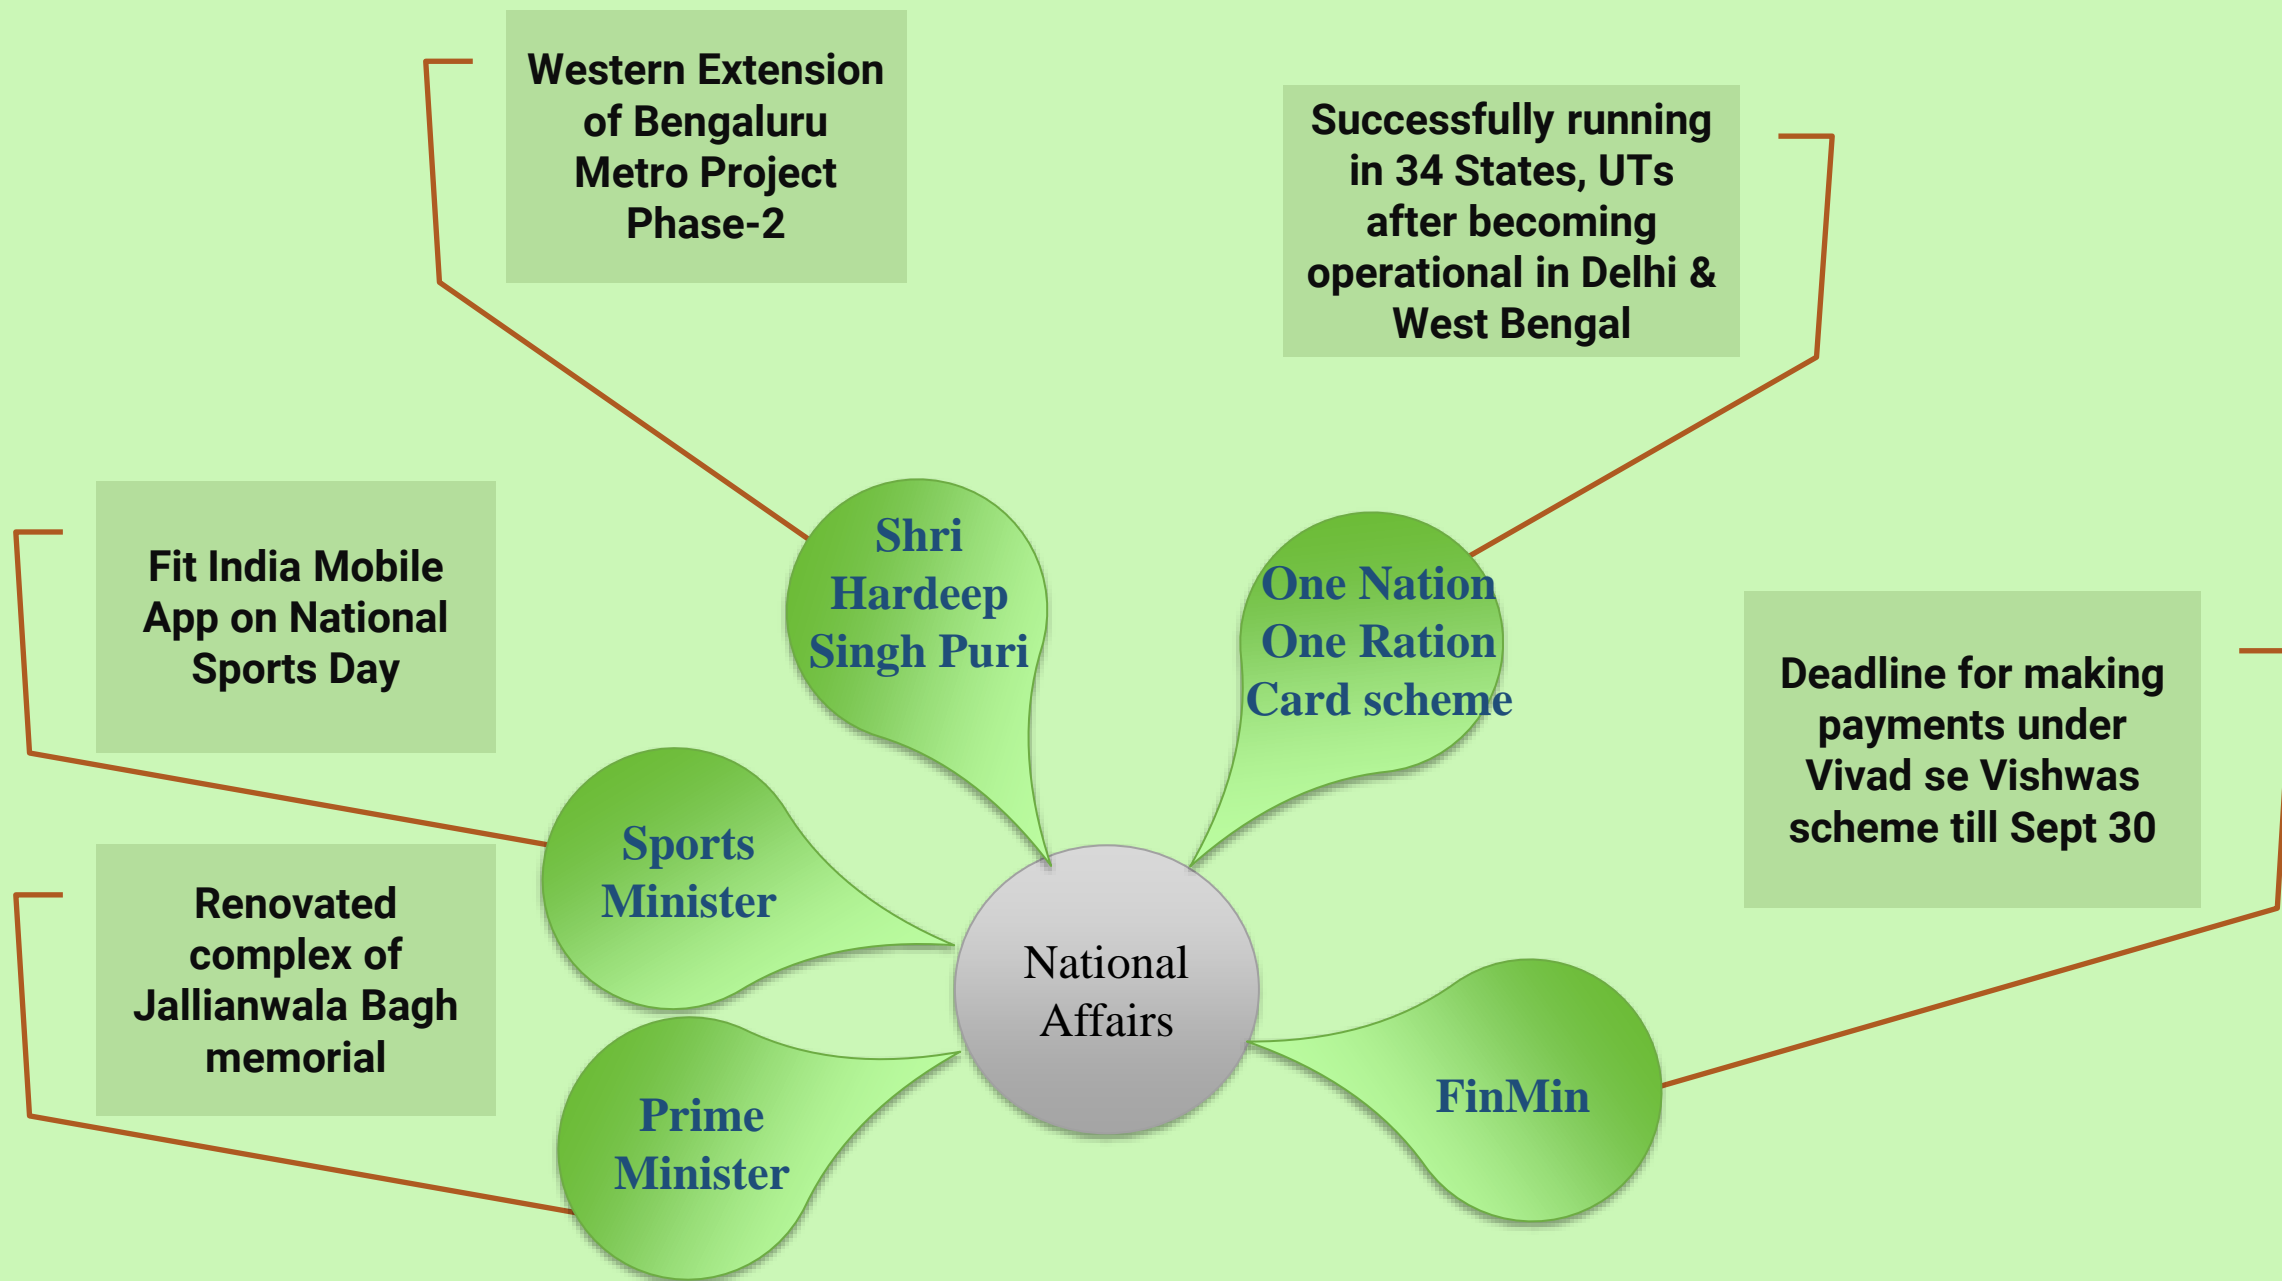 Western Extension
of Bengaluru
Metro Project
Phase-2
Successfully running
in 34 States, UTs
after becoming
operational in Delhi &
West Bengal
Fit India Mobile
App on National
Sports Day
Shri
Hardeep
Singh Puri
One Nation
One Ration
Card scheme
Deadline for making
payments under
Vivad se Vishwas
scheme till Sept 30
Sports
Minister
Renovated
complex of
Jallianwala Bagh
memorial
National
Affairs
Prime
Minister
FinMin